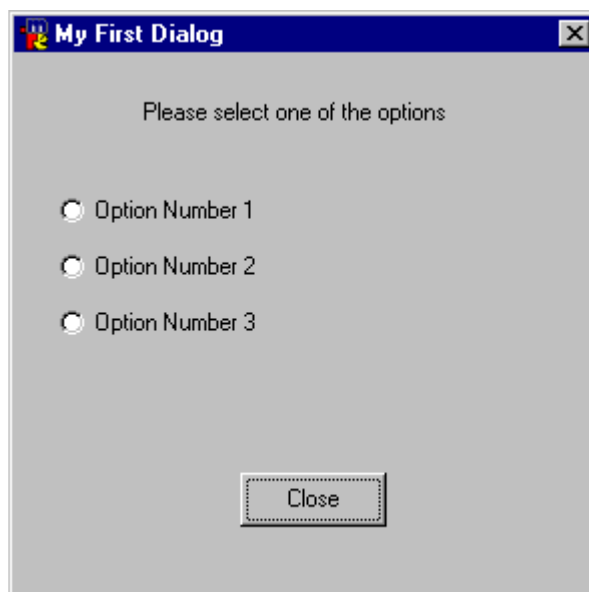 My First Dialog
Please select one of the options
Option Number 1
Option Number 2
Option Number 3
Close